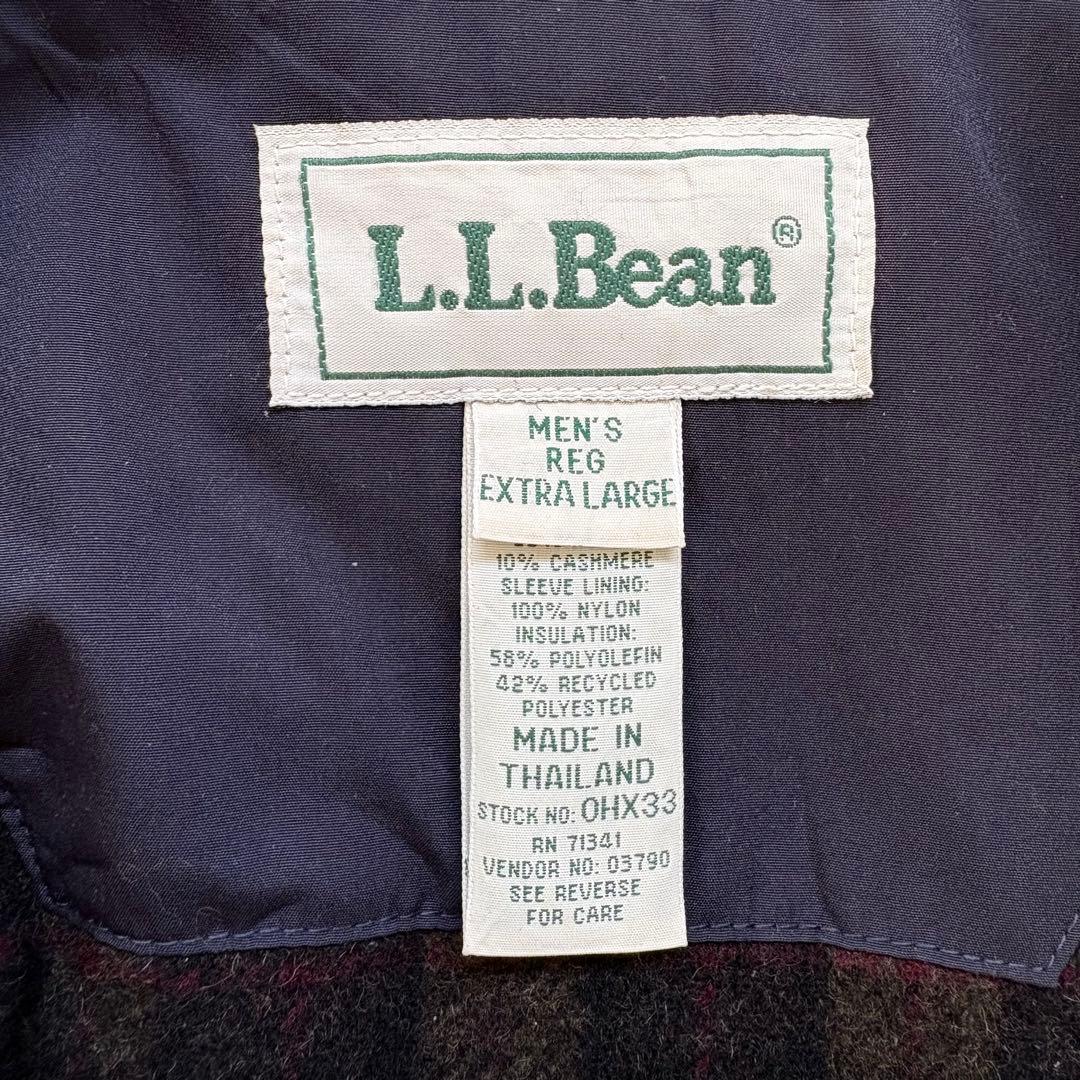 L.L.Bean®
MEN'S
REG
EXTRA LARGE
10% CASHMERE
SLEEVE LINING:
100% NYLON
INSULATION:
58% POLYOLEFIN
42% RECYCLED
POLYESTER
MADE IN
THAILAND
STOCK NO: OHX33
RN 71341
VENDOR NO: 03790
SEE REVERSE
FOR CARE